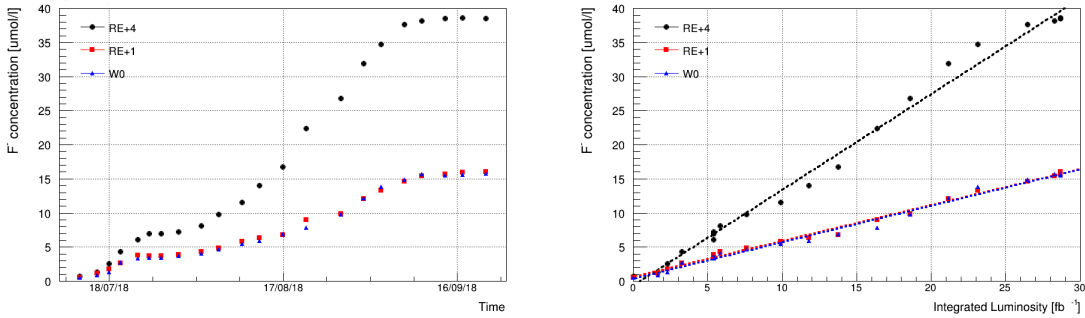 F⁻ concentration [umol/l]
40
35
30
25
20
15
10
5
0
RE+4
RE+1
W0
18/07/18 17/08/18 16/09/18
Time
F⁻ concentration [umol/l]
40
35
30
25
20
15
10
5
0
RE+4
RE+1
W0
0 5 10 15 20 25 30
Integrated Luminosity [fb ⁻¹]